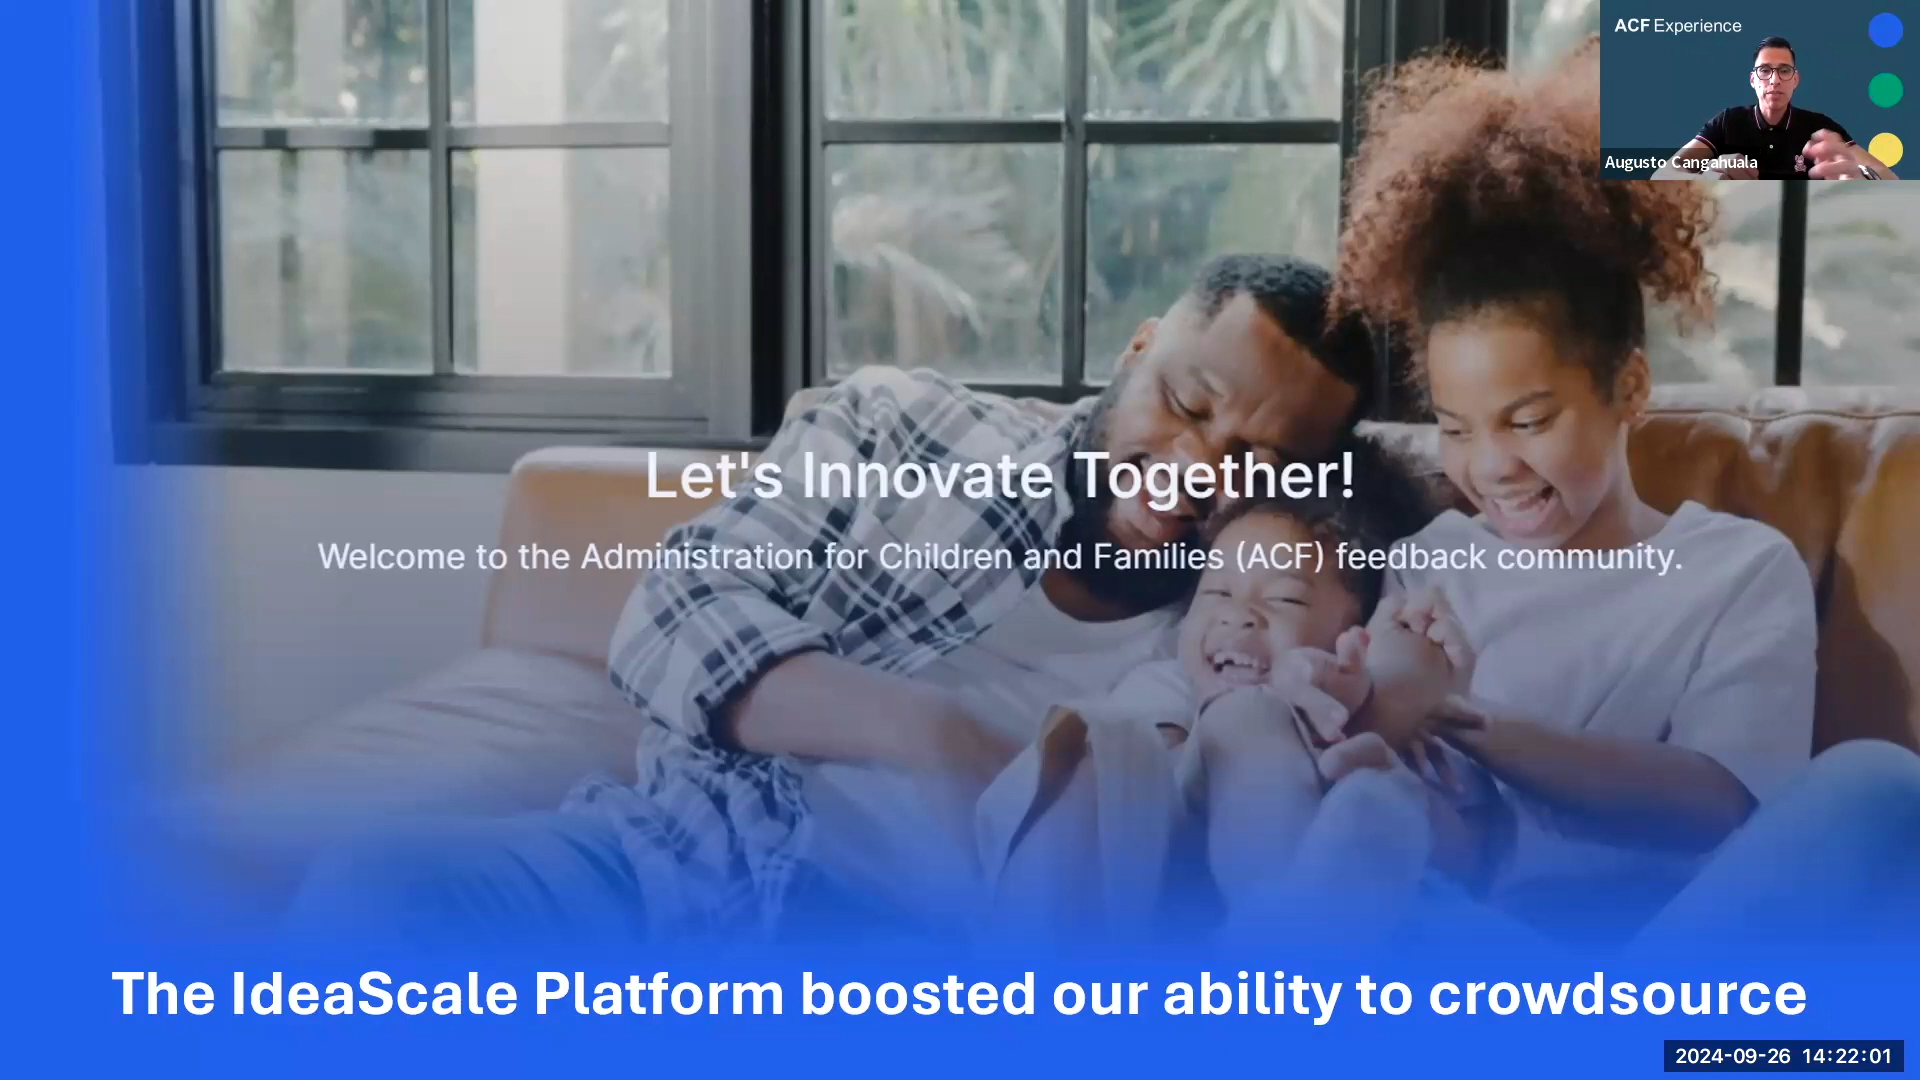 ACF Experience
Augusto Cangahuala
Let's Innovate Together!
Welcome to the Administration for Children and Families (ACF) feedback community.
The IdeaScale Platform boosted our ability to crowdsource
2024-09-26 14:22:01